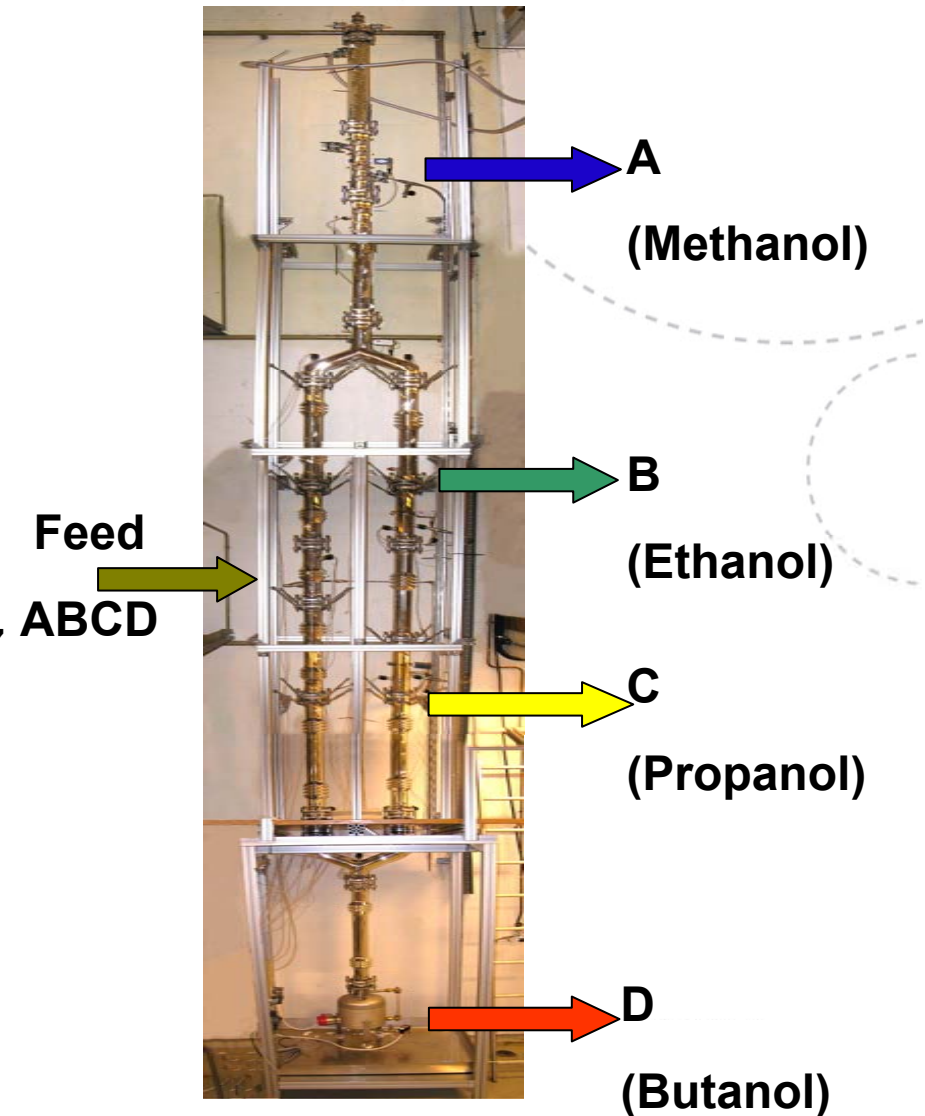 A
(Methanol)
B
(Ethanol)
Feed
, ABCD
C
(Propanol)
D
(Butanol)